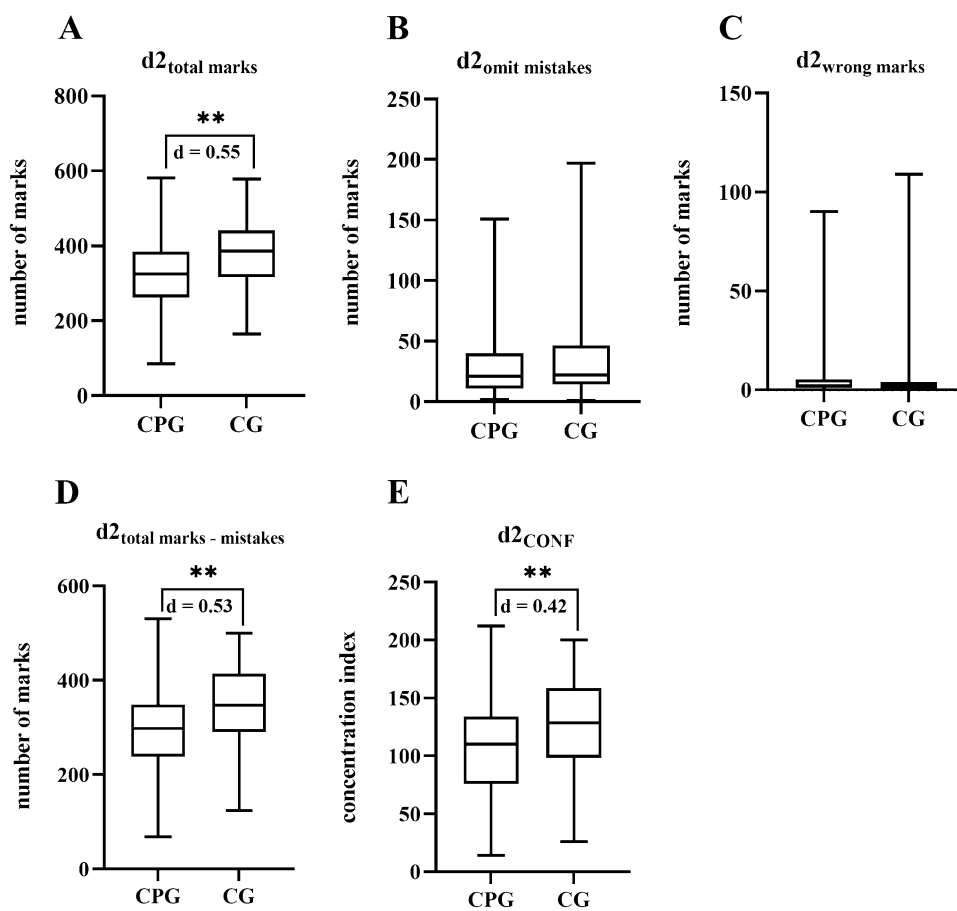 A
d2total marks
number of marks
800
600
400
200
0
**
d = 0.55
CPG CG
B
d2omit mistakes
number of marks
250
200
150
100
50
0
CPG CG
C
d2wrong marks
number of marks
150
100
50
0
CPG CG
D
d2total marks - mistakes
number of marks
600
400
200
0
**
d = 0.53
CPG CG
E
d2CONF
concentration index
250
200
150
100
50
0
**
d = 0.42
CPG CG